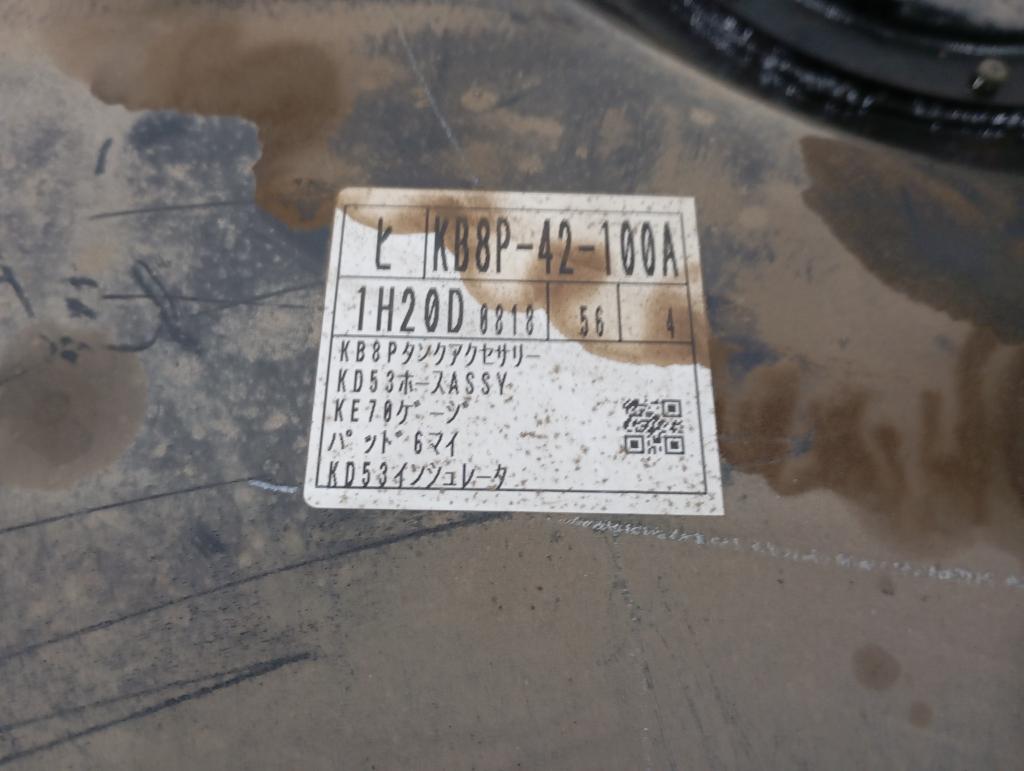 ヒ KB8P-42-100A
1H20D 0818 56 4
KB8Pタンクアクセサリー
KD53ホースASSY
KE70ゲージ
パッド6マイ
KD53インシュレータ